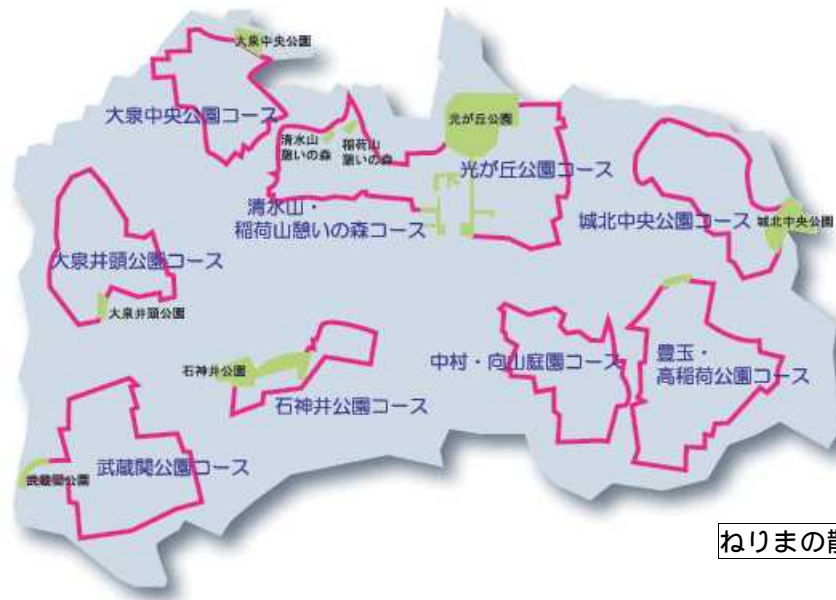 大泉中央公園
大泉中央公園コース
清水山
憩いの森
稲荷山
憩いの森
光が丘公園
光が丘公園コース
清水山・
稲荷山憩いの森コース
城北中央公園コース
城北中央公園
大泉井頭公園コース
大泉井頭公園
石神井公園
石神井公園コース
中村・向山庭園コース
豊玉・
高稲荷公園コース
武蔵関公園コース
武蔵関公園
ねりまの散